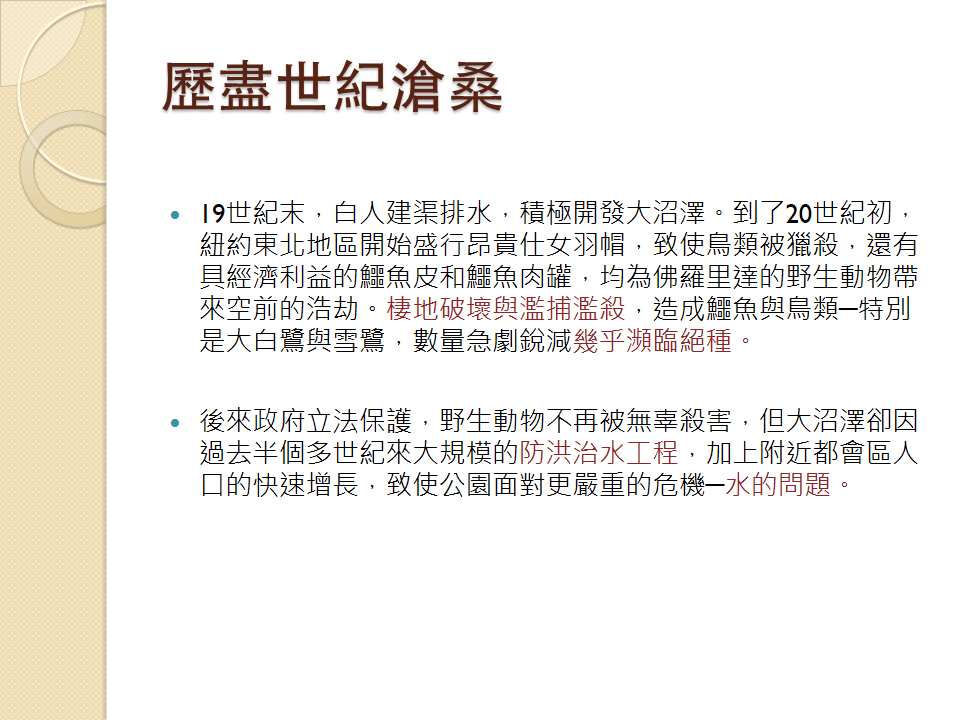 歷盡世紀滄桑
• 19世紀末，白人建渠排水，積極開發大沼澤。到了20世紀初，
紐約東北地區開始盛行昂貴仕女羽帽，致使鳥類被獵殺，還有
具經濟利益的鱷魚皮和鱷魚肉罐，均為佛羅里達的野生動物帶
來空前的浩劫。棲地破壞與濫捕濫殺，造成鱷魚與鳥類─特別
是大白鷺與雪鷺，數量急劇銳減幾乎瀕臨絕種。
• 後來政府立法保護，野生動物不再被無辜殺害，但大沼澤卻因
過去半個多世紀來大規模的防洪治水工程，加上附近都會區人
口的快速增長，致使公園面對更嚴重的危機─水的問題。